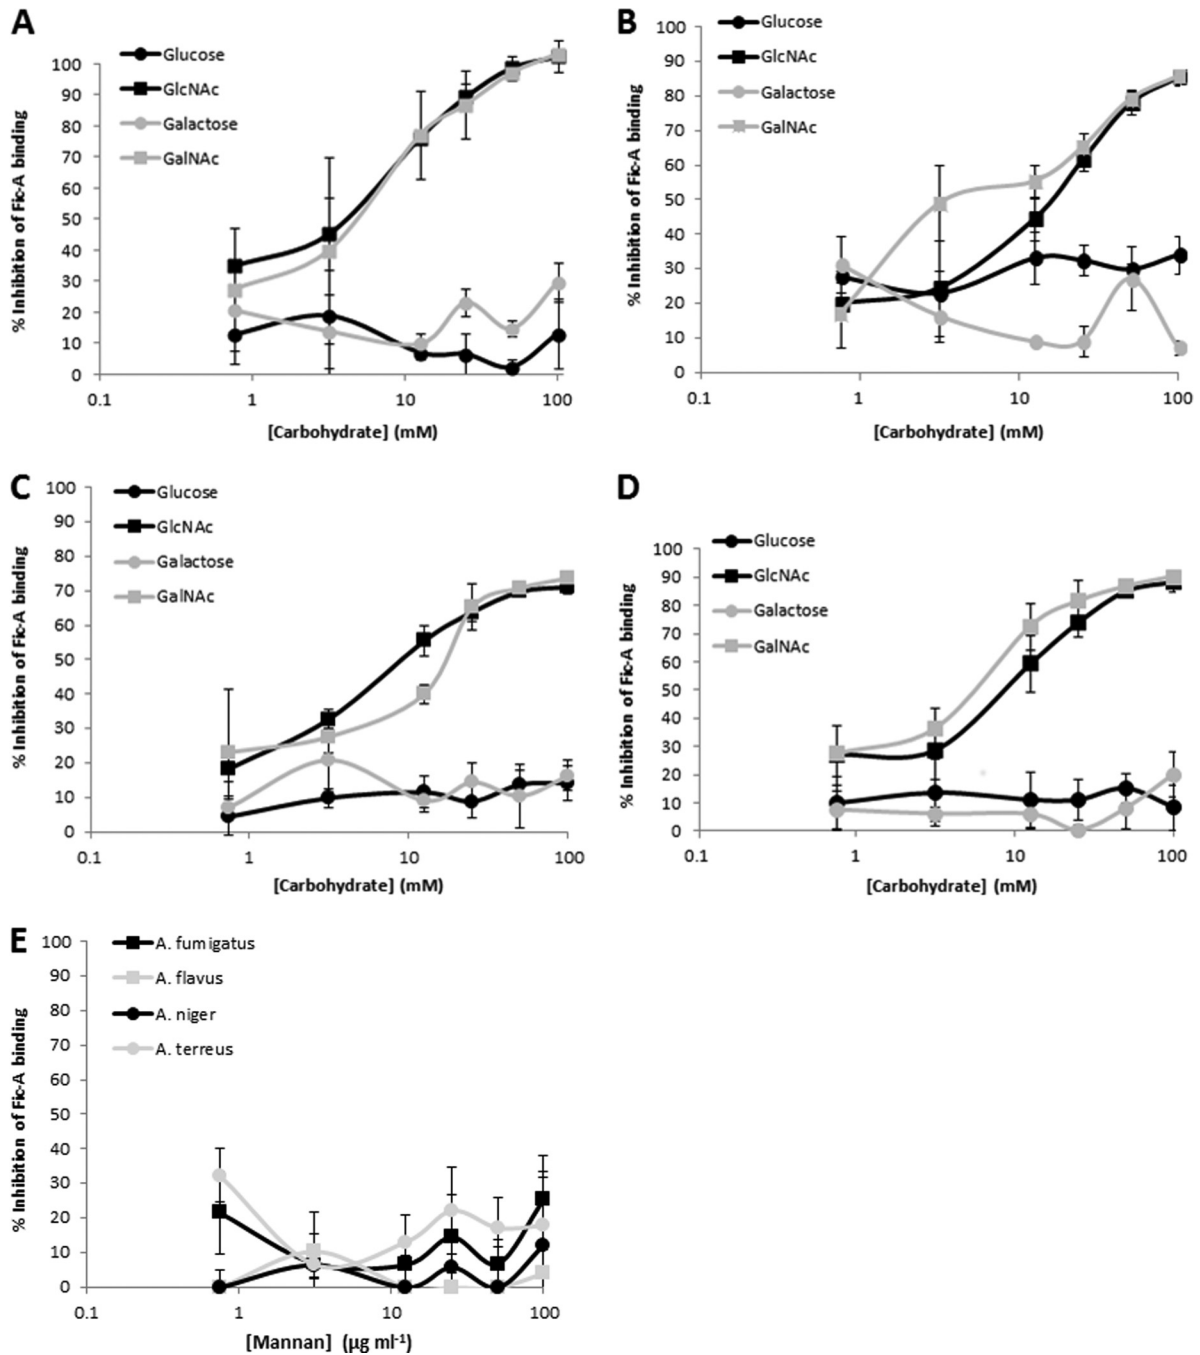 A
Glucose
GlcNAc
Galactose
GalNAc
% Inhibition of Fic-A binding
100
90
80
70
60
50
40
30
20
10
0
0.1 1 10 100
[Carbohydrate] (mM)
B
Glucose
GlcNAc
Galactose
GalNAc
% Inhibition of Fic-A binding
100
90
80
70
60
50
40
30
20
10
0
0.1 1 10 100
[Carbohydrate] (mM)
C
Glucose
GlcNAc
Galactose
GalNAc
% Inhibition of Fic-A binding
100
90
80
70
60
50
40
30
20
10
0
0.1 1 10 100
[Carbohydrate] (mM)
D
Glucose
GlcNAc
Galactose
GalNAc
% Inhibition of Fic-A binding
100
90
80
70
60
50
40
30
20
10
0
0.1 1 10 100
[Carbohydrate] (mM)
E
A. fumigatus
A. flavus
A. niger
A. terreus
% Inhibition of Fic-A binding
100
90
80
70
60
50
40
30
20
10
0
0.1 1 10 100
[Mannan] (µg ml⁻¹)